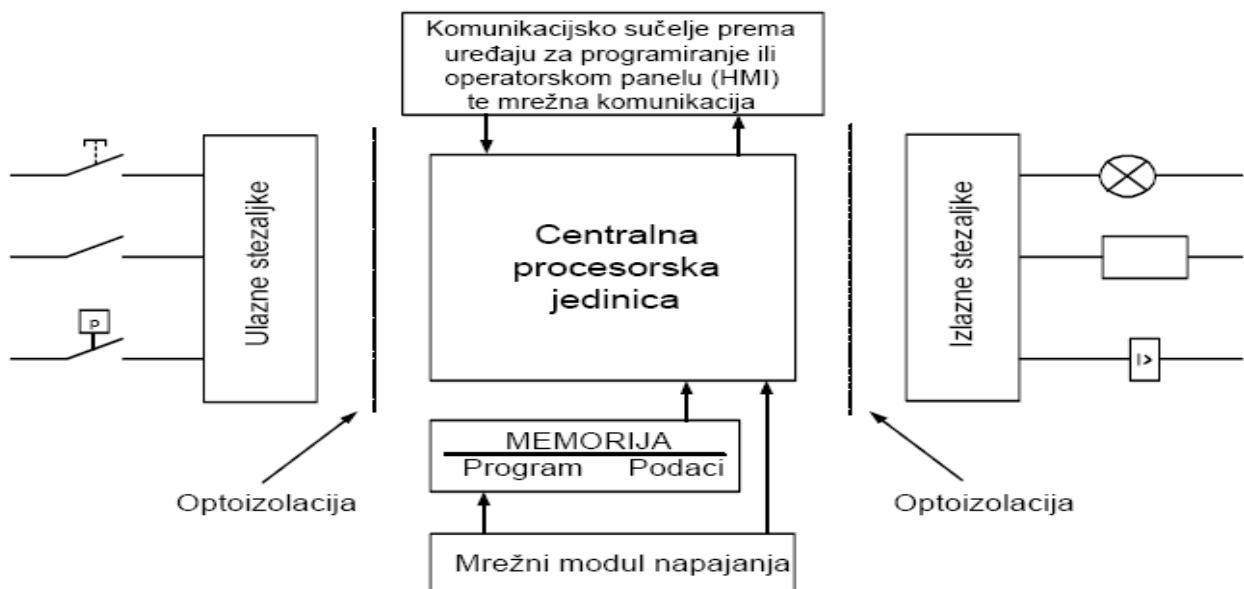 Komunikacijsko sučelje prema
uređaju za programiranje ili
operatorskom panelu (HMI)
te mrežna komunikacija
Ulazne stezaljke
Centralna
procesorska
jedinica
Izlazne stezaljke
P
I>
MEMORIJA
Program Podaci
Optoizolacija
Optoizolacija
Mrežni modul napajanja